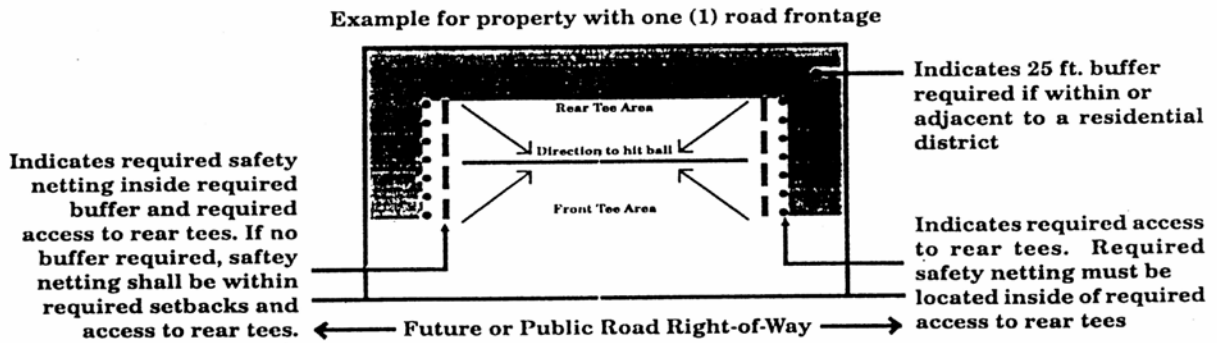 Example for property with one (1) road frontage
Indicates 25 ft. buffer
required if within or
adjacent to a residential
district
Rear Tee Area
Direction to hit ball
Front Tee Area
Indicates required safety
netting inside required
buffer and required
access to rear tees. If no
buffer required, saftey
netting shall be within
required setbacks and
access to rear tees.
Indicates required access
to rear tees. Required
safety netting must be
located inside of required
access to rear tees
Future or Public Road Right-of-Way